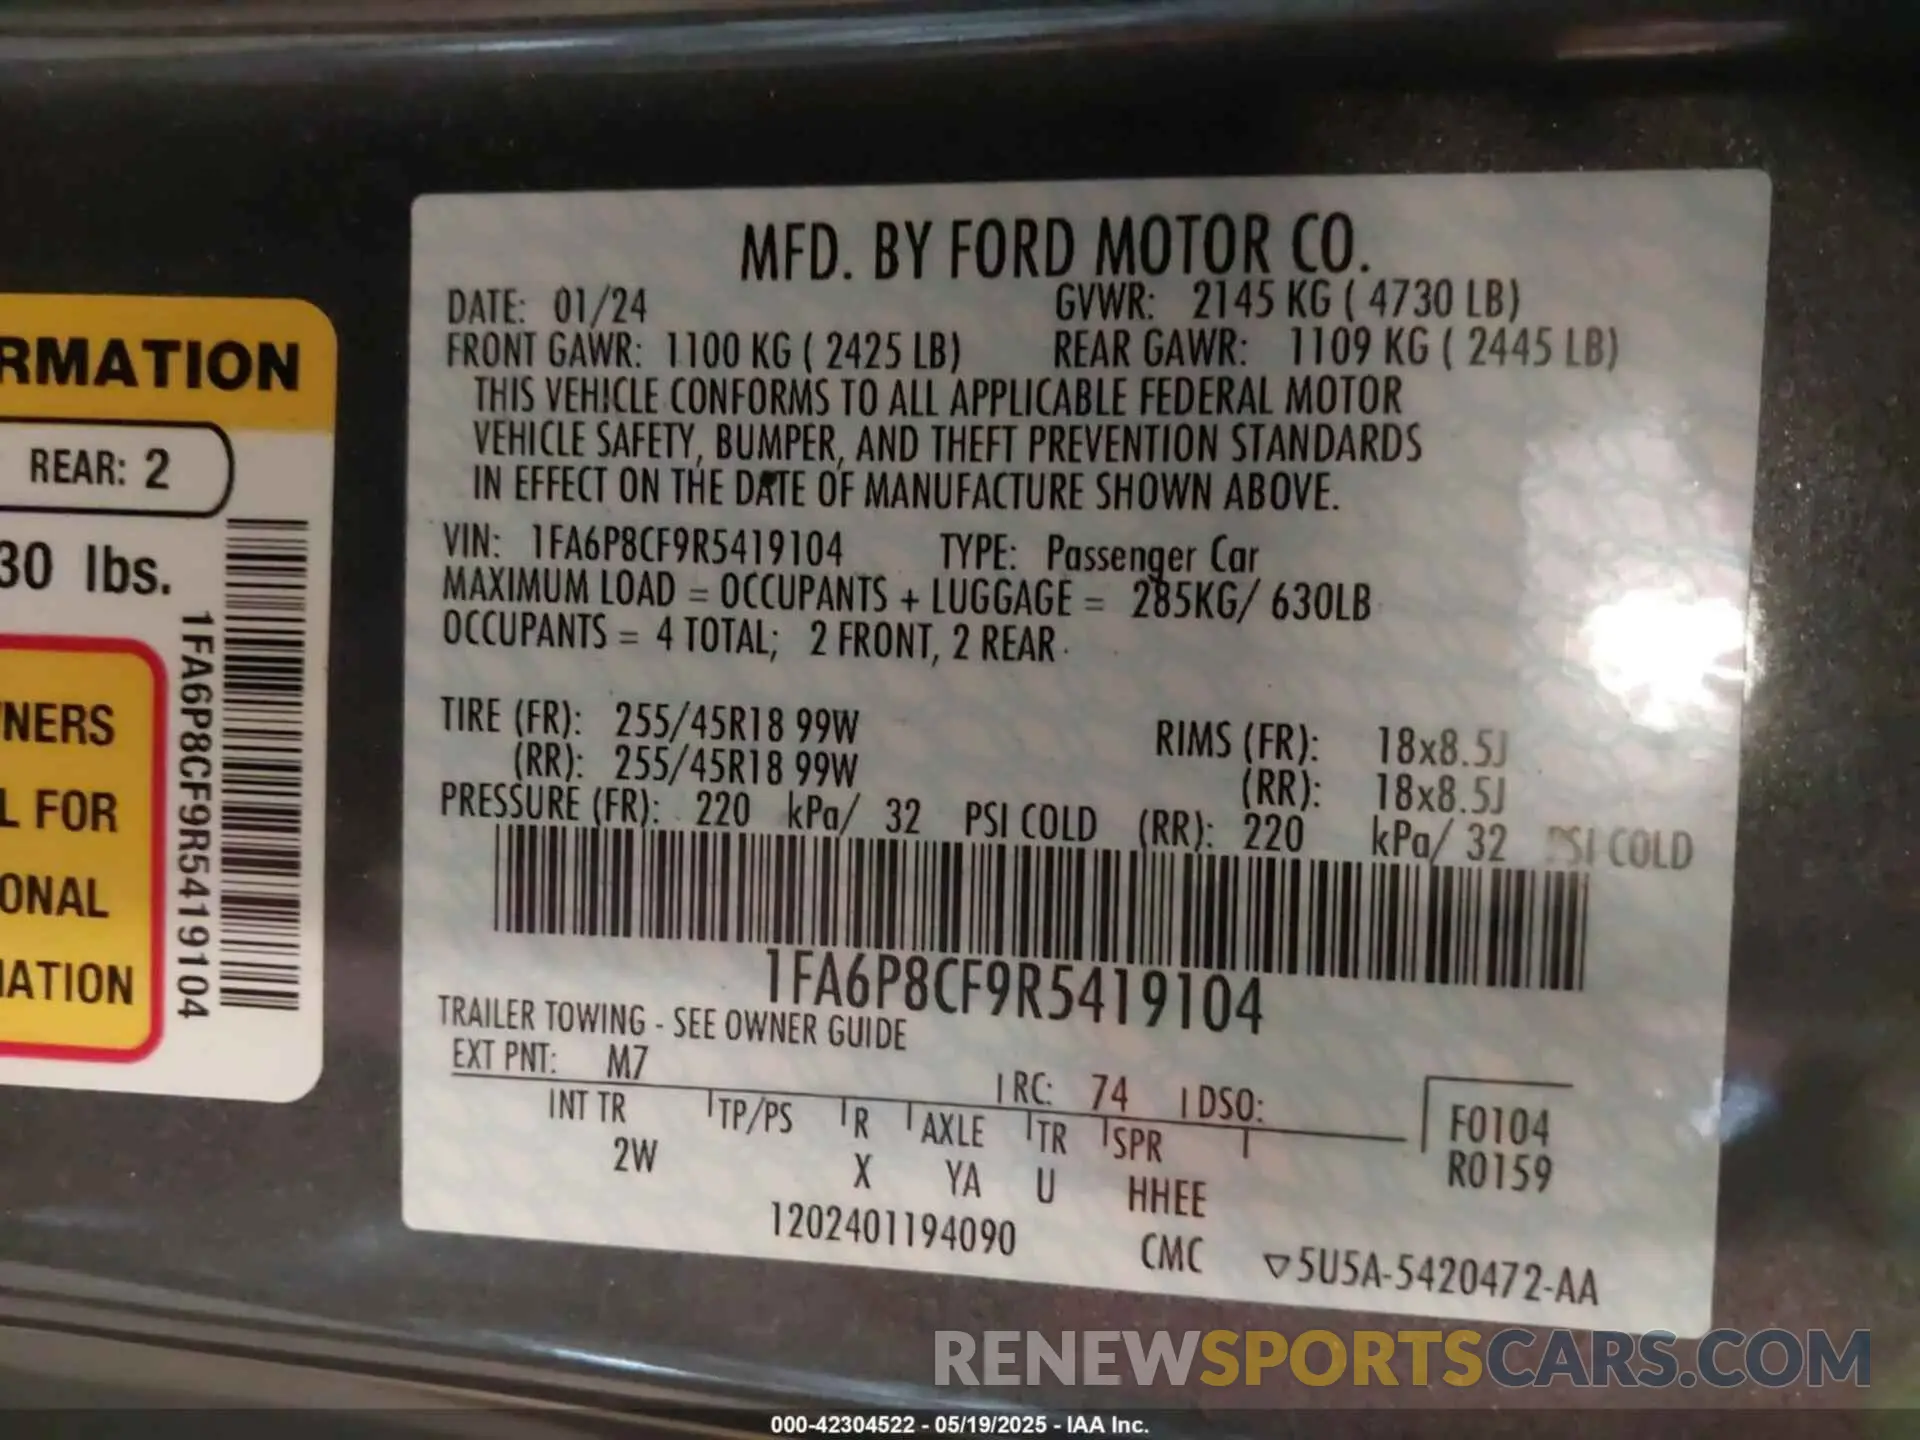 RMATION
REAR: 2
30 lbs.
1FA6P8CF9R5419104
NERS
L FOR
ONAL
MATION
MFD. BY FORD MOTOR CO.
DATE: 01/24 GVWR: 2145 KG ( 4730 LB)
FRONT GAWR: 1100 KG ( 2425 LB) REAR GAWR: 1109 KG ( 2445 LB)
THIS VEHICLE CONFORMS TO ALL APPLICABLE FEDERAL MOTOR
VEHICLE SAFETY, BUMPER, AND THEFT PREVENTION STANDARDS
IN EFFECT ON THE DATE OF MANUFACTURE SHOWN ABOVE.
VIN: 1FA6P8CF9R5419104 TYPE: Passenger Car
MAXIMUM LOAD = OCCUPANTS + LUGGAGE = 285KG/ 630LB
OCCUPANTS = 4 TOTAL; 2 FRONT, 2 REAR
TIRE (FR): 255/45R18 99W RIMS (FR): 18x8.5J
(RR): 255/45R18 99W (RR): 18x8.5J
PRESSURE (FR): 220 kPa/ 32 PSI COLD (RR): 220 kPa/ 32 PSI COLD
1FA6P8CF9R5419104
TRAILER TOWING - SEE OWNER GUIDE
EXT PNT: M7 RC: 74 DSO:
INT TR TP/PS R AXLE TR SPR F0104
2W X YA U HHEE R0159
1202401194090 CMC ▽5U5A-5420472-AA
RENEWSPORTSCARS.COM
000-42304522 - 05/19/2025 - IAA Inc.